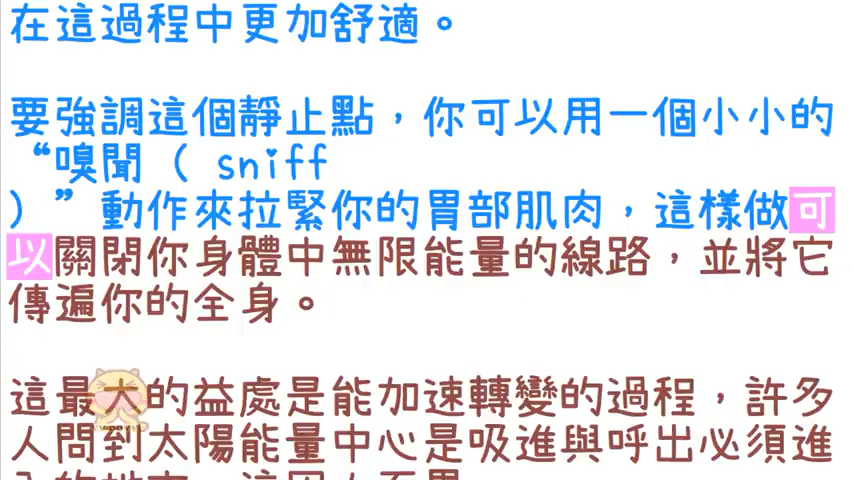 在這過程中更加舒適。
要強調這個靜止點，你可以用一個小小的
“嗅聞（ sniff
）”動作來拉緊你的胃部肌肉，這樣做可
以關閉你身體中無限能量的線路，並將它
傳遍你的全身。
這最大的益處是能加速轉變的過程，許多
人問到太陽能量中心是吸進與呼出必須進